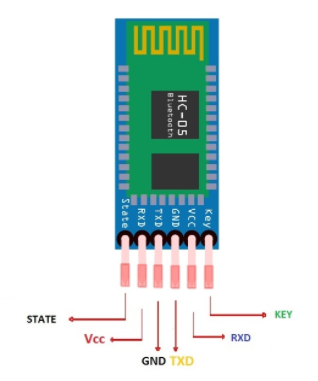 HC-05
Bluetooth
State
RXD
TXD
GND
VCC
Key
STATE
KEY
Vcc
RXD
GND TXD